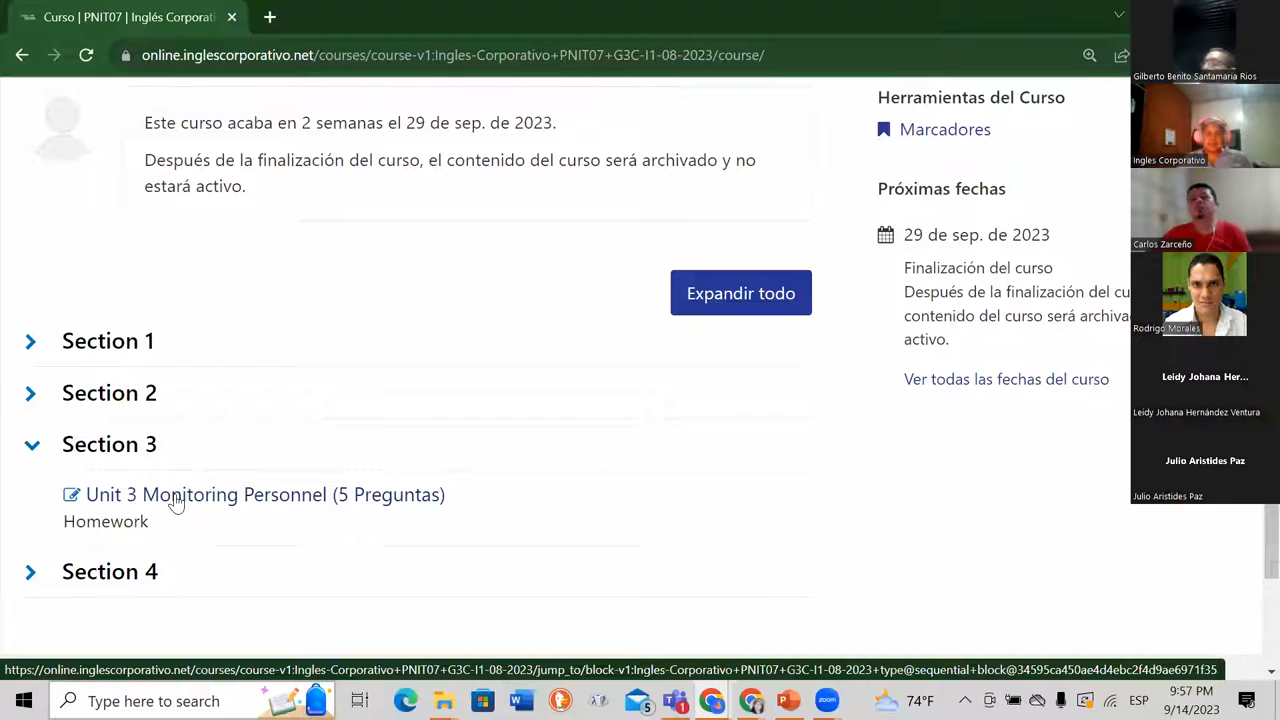 Curso | PNIT07 | Inglés Corporati
online.inglescorporativo.net/courses/course-v1:Ingles-Corporativo+PNIT07+G3C-I1-08-2023/course/
Este curso acaba en 2 semanas el 29 de sep. de 2023.
Después de la finalización del curso, el contenido del curso será archivado y no
estará activo.
Expandir todo
Section 1
Section 2
Section 3
Unit 3 Monitoring Personnel (5 Preguntas)
Homework
Section 4
Herramientas del Curso
Marcadores
Próximas fechas
29 de sep. de 2023
Finalización del curso
Después de la finalización del cu
contenido del curso será archiva
activo.
Ver todas las fechas del curso
Gilberto Benito Santamaria Rios
Ingles Corporativo
Carlos Zarceño
Rodrigo Morales
Leidy Johana Her...
Leidy Johana Hernández Ventura
Julio Aristides Paz
Julio Aristides Paz
https://online.inglescorporativo.net/courses/course-v1:Ingles-Corporativo+PNIT07+G3C-I1-08-2023/jump_to/block-v1:Ingles-Corporativo+PNIT07+G3C-I1-08-2023+type@sequential+block@34595ca450ae4d4ebc2f4d9ae6971f35
Type here to search
5
1
zoom
74°F
ESP
9:57 PM
9/14/2023